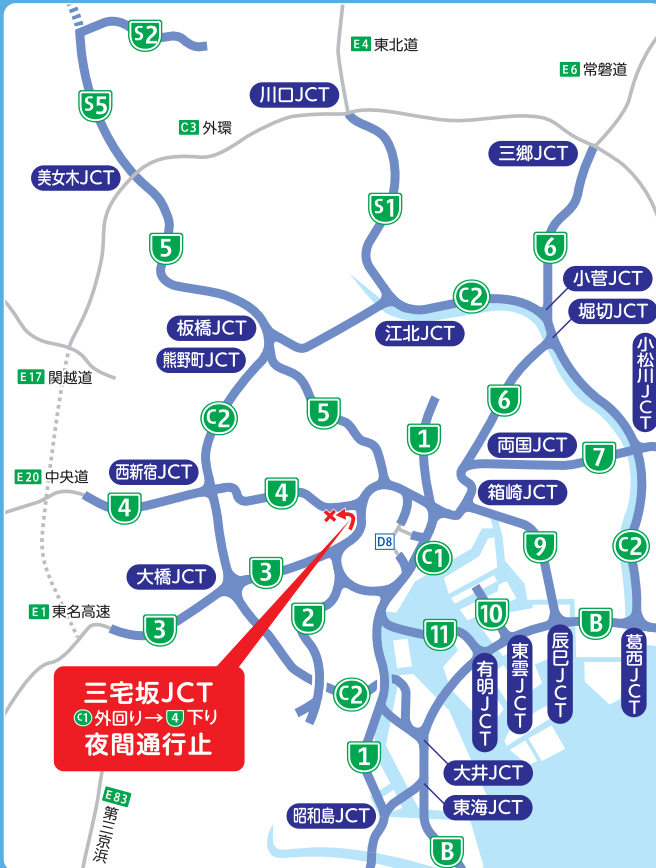 S2
E4 東北道
E6 常磐道
川口JCT
S5
C3 外環
三郷JCT
美女木JCT
S1
5
6
小菅JCT
C2
堀切JCT
板橋JCT
江北JCT
熊野町JCT
小松川JCT
E17 関越道
C2
5
6
1
両国JCT
7
E20 中央道
西新宿JCT
4
4
箱崎JCT
D8
C1
9
C2
大橋JCT
3
E1 東名高速
3
2
11
10
B
有明JCT
東雲JCT
辰巳JCT
葛西JCT
三宅坂JCT
C1外回り→4下り
夜間通行止
C2
1
大井JCT
東海JCT
昭和島JCT
E83
第三京浜
B